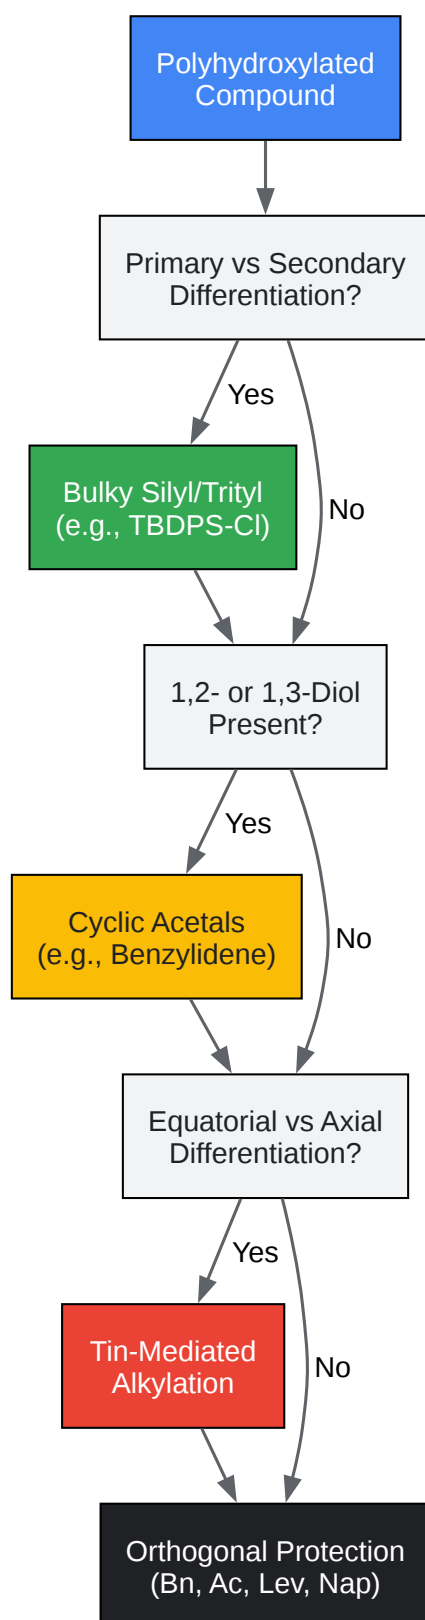 Polyhydroxylated
Compound
Primary vs Secondary
Differentiation?
Yes
No
Bulky Silyl/Trityl
(e.g., TBDPS-Cl)
1,2- or 1,3-Diol
Present?
Yes
No
Cyclic Acetals
(e.g., Benzylidene)
Equatorial vs Axial
Differentiation?
Yes
No
Tin-Mediated
Alkylation
Orthogonal Protection
(Bn, Ac, Lev, Nap)